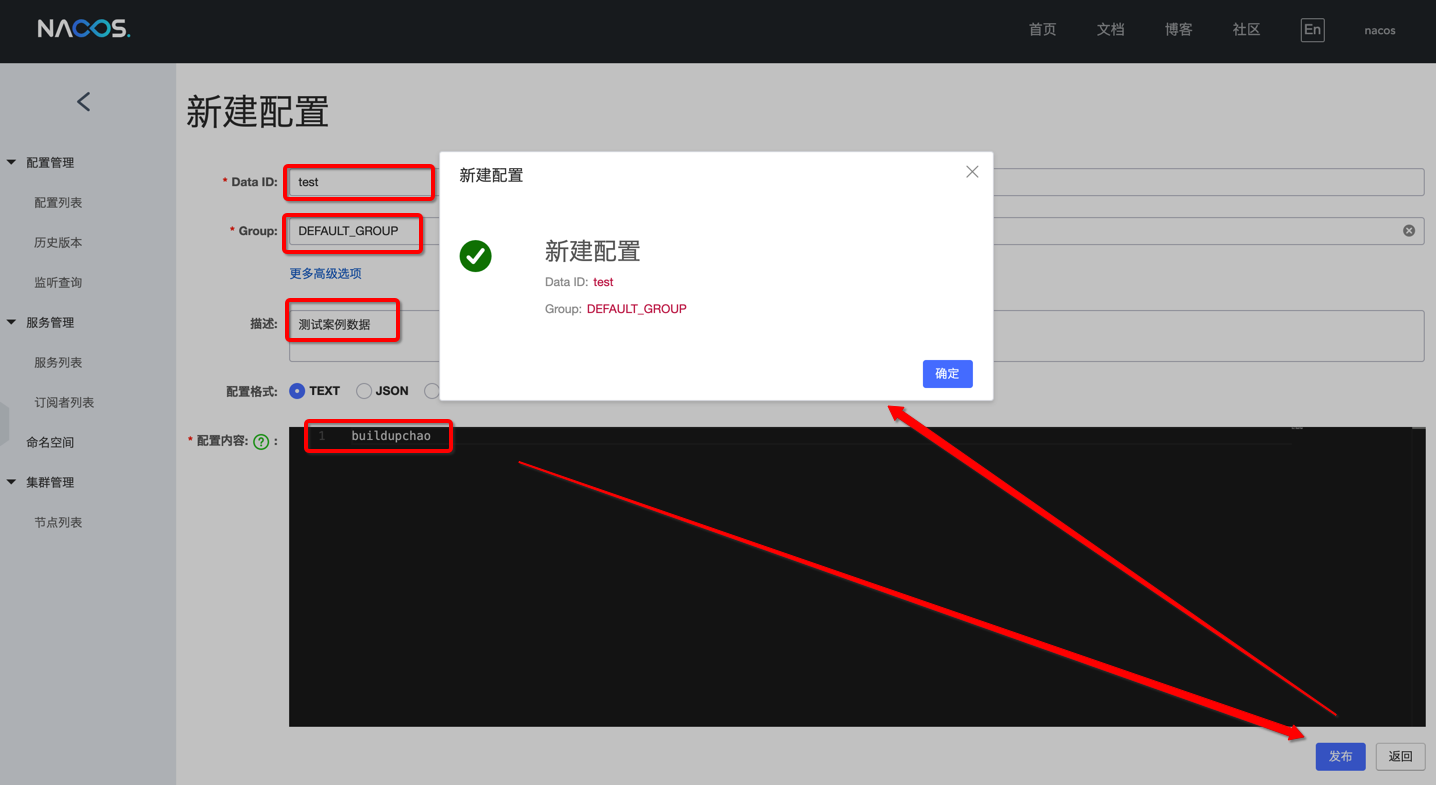 NACOS.
首页 文档 博客 社区 En nacos
新建配置
配置管理
配置列表
历史版本
监听查询
服务管理
服务列表
订阅者列表
命名空间
集群管理
节点列表
* Data ID: test
* Group: DEFAULT_GROUP
更多高级选项
描述: 测试案例数据
配置格式: TEXT JSON
* 配置内容: ? :
1 buildupchao
新建配置
新建配置
Data ID: test
Group: DEFAULT_GROUP
确定
发布 返回